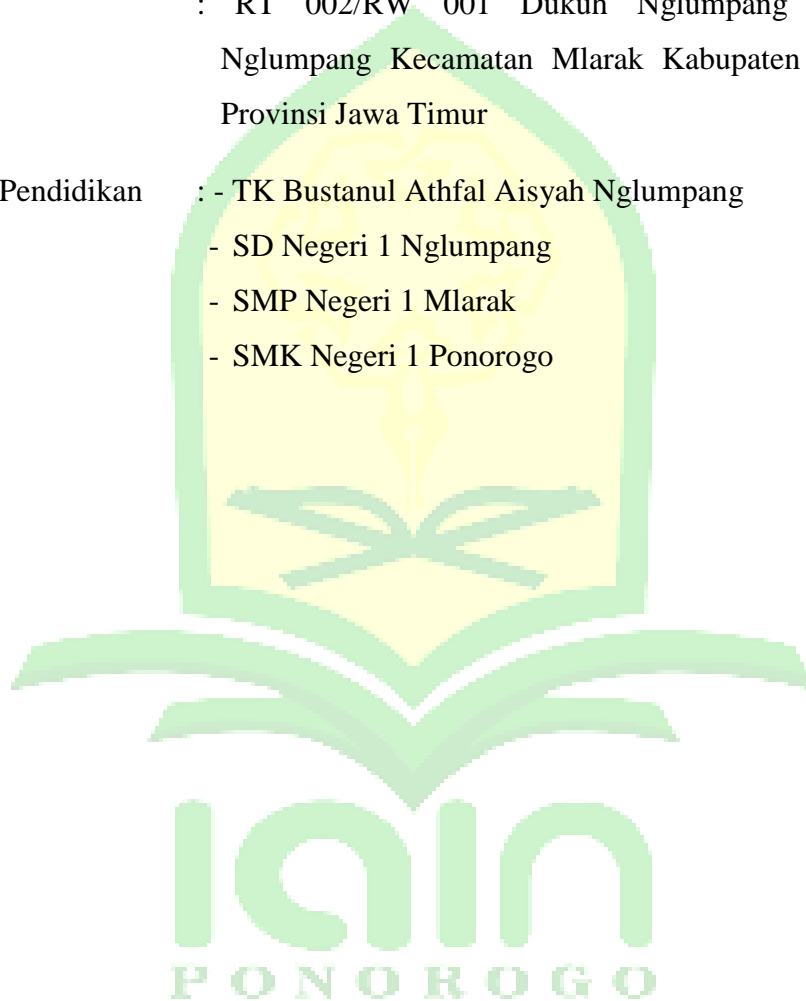 : RT 002/RW 001 Dukuh Nglumpang
Nglumpang Kecamatan Mlarak Kabupaten
Provinsi Jawa Timur
Pendidikan : - TK Bustanul Athfal Aisyah Nglumpang
- SD Negeri 1 Nglumpang
- SMP Negeri 1 Mlarak
- SMK Negeri 1 Ponorogo
iain
PONOROGO